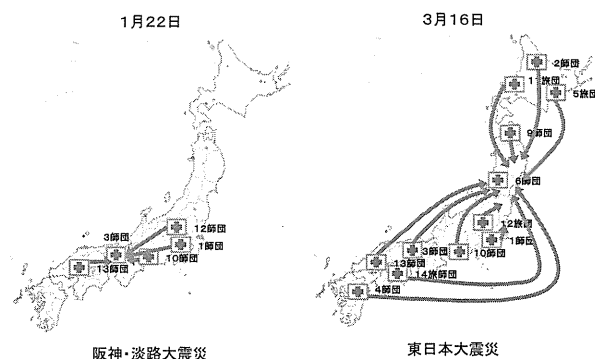 1月22日
3師団
12師団
1師団
10師団
13師団
阪神・淡路大震災
3月16日
2師団
11旅団
5旅団
9師団
6師団
12旅団
1師団
3師団
10師団
13師団
14旅師団
4師団
東日本大震災